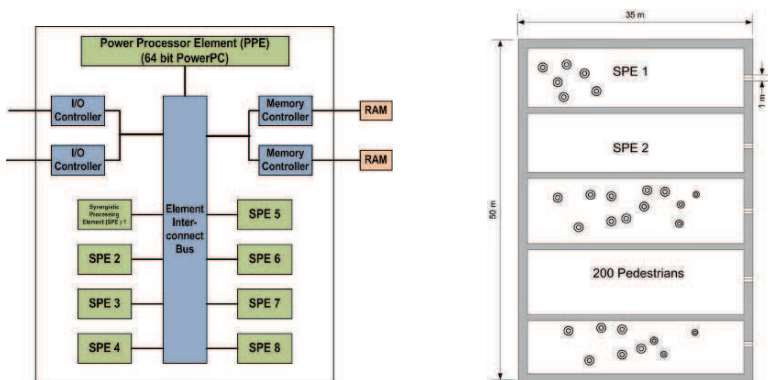 Power Processor Element (PPE)
(64 bit PowerPC)
I/O
Controller
Memory
Controller
RAM
I/O
Controller
Memory
Controller
RAM
Element
Inter-
connect
Bus
Synergistic
Processing
Element (SPE) 1
SPE 5
SPE 2
SPE 6
SPE 3
SPE 7
SPE 4
SPE 8
35 m
50 m
1 m
SPE 1
SPE 2
200 Pedestrians